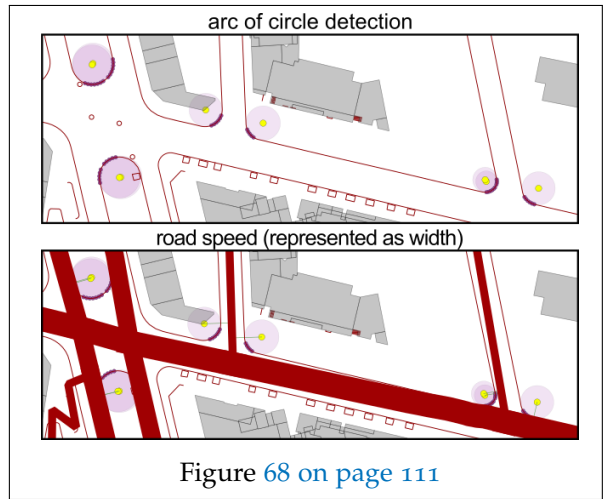 arc of circle detection
road speed (represented as width)
Figure 68 on page 111